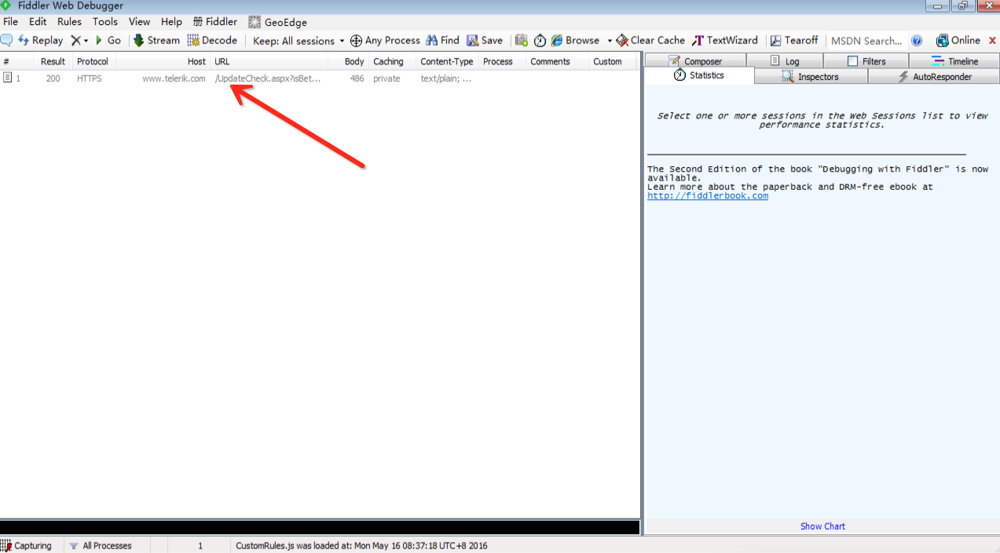 Fiddler Web Debugger
File Edit Rules Tools View Help 册 Fiddler GeoEdge
Replay Go Stream Decode Keep: All sessions Any Process Find Save Browse Clear Cache TextWizard Tearoff MSDN Search... Online x
# Result Protocol Host URL Body Caching Content-Type Process Comments Custom
1 200 HTTPS www.telerik.com /UpdateCheck.aspx?isBet... 486 private text/plain; ...
Composer Log Filters Timeline
Statistics Inspectors AutoResponder
Select one or more sessions in the Web Sessions list to view
performance statistics.
The Second Edition of the book "Debugging with Fiddler" is now
available.
Learn more about the paperback and DRM-free ebook at
http://fiddlerbook.com
Show Chart
Capturing All Processes 1 CustomRules.js was loaded at: Mon May 16 08:37:18 UTC+8 2016